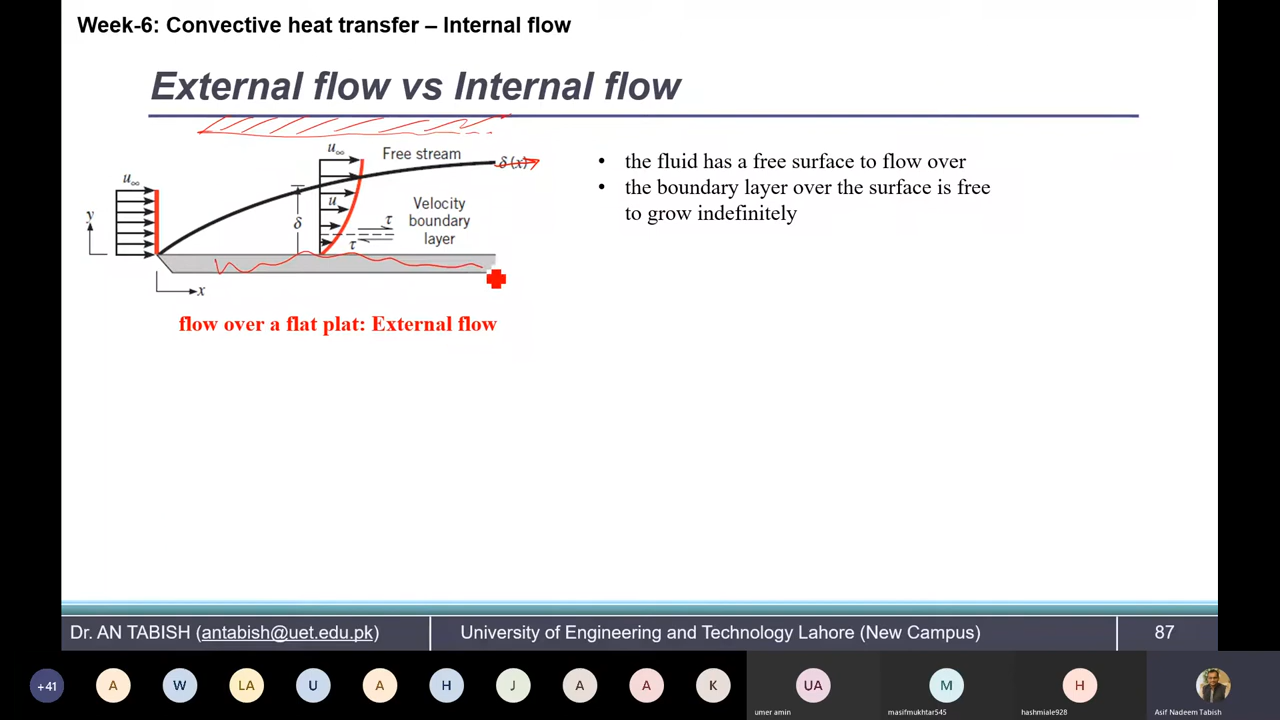 Week-6: Convective heat transfer – Internal flow
External flow vs Internal flow
u∞
Free stream
δ(x)
u∞
u
y
δ
τ
τ
Velocity
boundary
layer
x
flow over a flat plat: External flow
• the fluid has a free surface to flow over
• the boundary layer over the surface is free
to grow indefinitely
Dr. AN TABISH (antabish@uet.edu.pk)
University of Engineering and Technology Lahore (New Campus)
87
+41
A
W
LA
U
A
H
J
A
A
K
UA
umer amin
M
masifmukhtar545
H
hashmiale928
Asif Nadeem Tabish